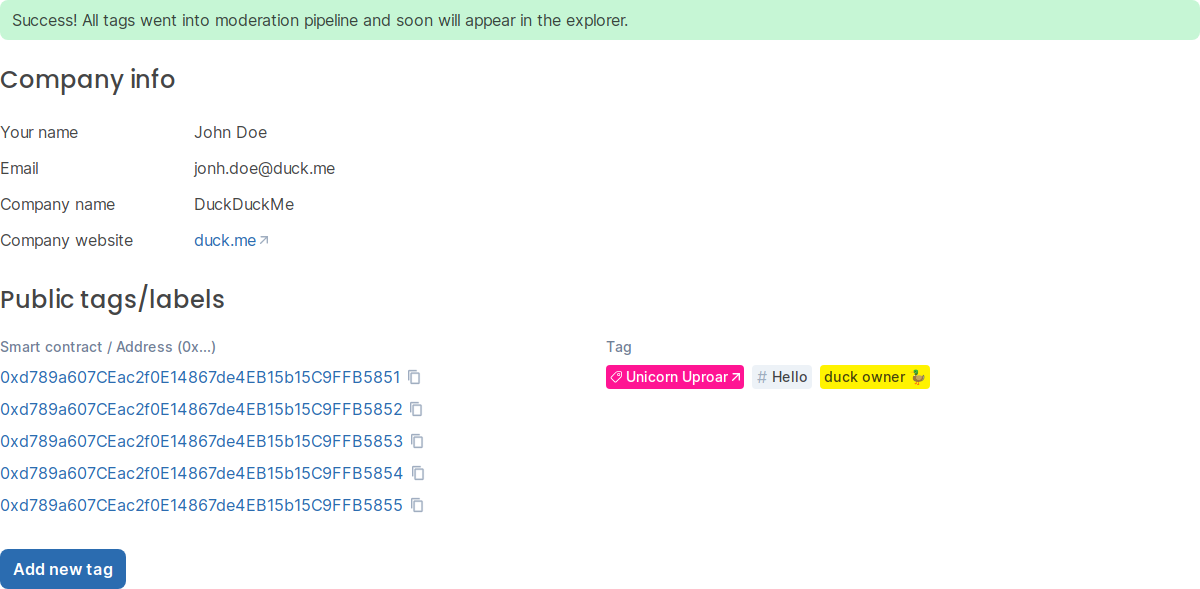 Success! All tags went into moderation pipeline and soon will appear in the explorer.
Company info
Your name John Doe
Email jonh.doe@duck.me
Company name DuckDuckMe
Company website duck.me
Public tags/labels
Smart contract / Address (0x...) Tag
0xd789a607CEac2f0E14867de4EB15b15C9FFB5851 Unicorn Uproar # Hello duck owner 🦆
0xd789a607CEac2f0E14867de4EB15b15C9FFB5852
0xd789a607CEac2f0E14867de4EB15b15C9FFB5853
0xd789a607CEac2f0E14867de4EB15b15C9FFB5854
0xd789a607CEac2f0E14867de4EB15b15C9FFB5855
Add new tag